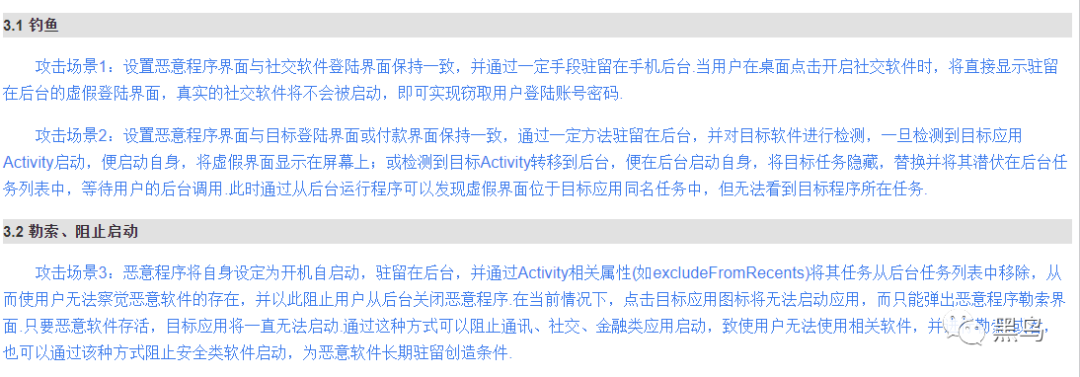 3.1 钓鱼
攻击场景1：设置恶意程序界面与社交软件登陆界面保持一致，并通过一定手段驻留在手机后台.当用户在桌面点击开启社交软件时，将直接显示驻留
在后台的虚假登陆界面，真实的社交软件将不会被启动，即可实现窃取用户登陆账号密码.
攻击场景2：设置恶意程序界面与目标登陆界面或付款界面保持一致，通过一定方法驻留在后台，并对目标软件进行检测，一旦检测到目标应用
Activity启动，便启动自身，将虚假界面显示在屏幕上；或检测到目标Activity转移到后台，便在后台启动自身，将目标任务隐藏，替换并将其潜伏在后台任
务列表中，等待用户的后台调用.此时通过从后台运行程序可以发现虚假界面位于目标应用同名任务中，但无法看到目标程序所在任务.
3.2 勒索、阻止启动
攻击场景3：恶意程序将自身设定为开机自启动，驻留在后台，并通过Activity相关属性(如excludeFromRecents)将其任务从后台任务列表中移除，从
而使用户无法察觉恶意软件的存在，并以此阻止用户从后台关闭恶意程序.在当前情况下，点击目标应用图标将无法启动应用，而只能弹出恶意程序勒索界
面.只要恶意软件存活，目标应用将一直无法启动.通过这种方式可以阻止通讯、社交、金融类应用启动，致使用户无法使用相关软件，并
也可以通过该种方式阻止安全类软件启动，为恶意软件长期驻留创造条件.
黑鸟